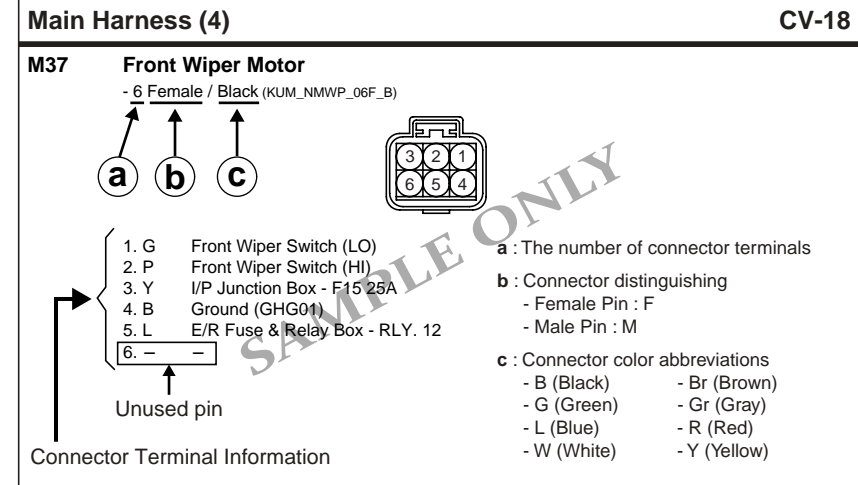 Main Harness (4) CV-18
M37 Front Wiper Motor
- 6 Female / Black (KUM_NMWP_06F_B)
a b c
3 2 1
6 5 4
1. G Front Wiper Switch (LO)
2. P Front Wiper Switch (HI)
3. Y I/P Junction Box - F15 25A
4. B Ground (GHG01)
5. L E/R Fuse & Relay Box - RLY. 12
6. – –
Unused pin
Connector Terminal Information
SAMPLE ONLY
a : The number of connector terminals
b : Connector distinguishing
- Female Pin : F
- Male Pin : M
c : Connector color abbreviations
- B (Black) - Br (Brown)
- G (Green) - Gr (Gray)
- L (Blue) - R (Red)
- W (White) - Y (Yellow)